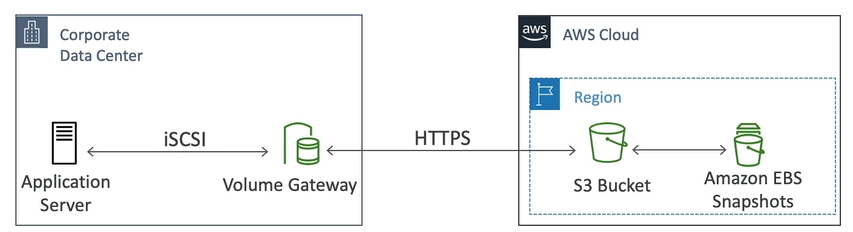 Corporate
Data Center
aws
AWS Cloud
Region
iSCSI
HTTPS
Application
Server
Volume Gateway
S3 Bucket
Amazon EBS
Snapshots